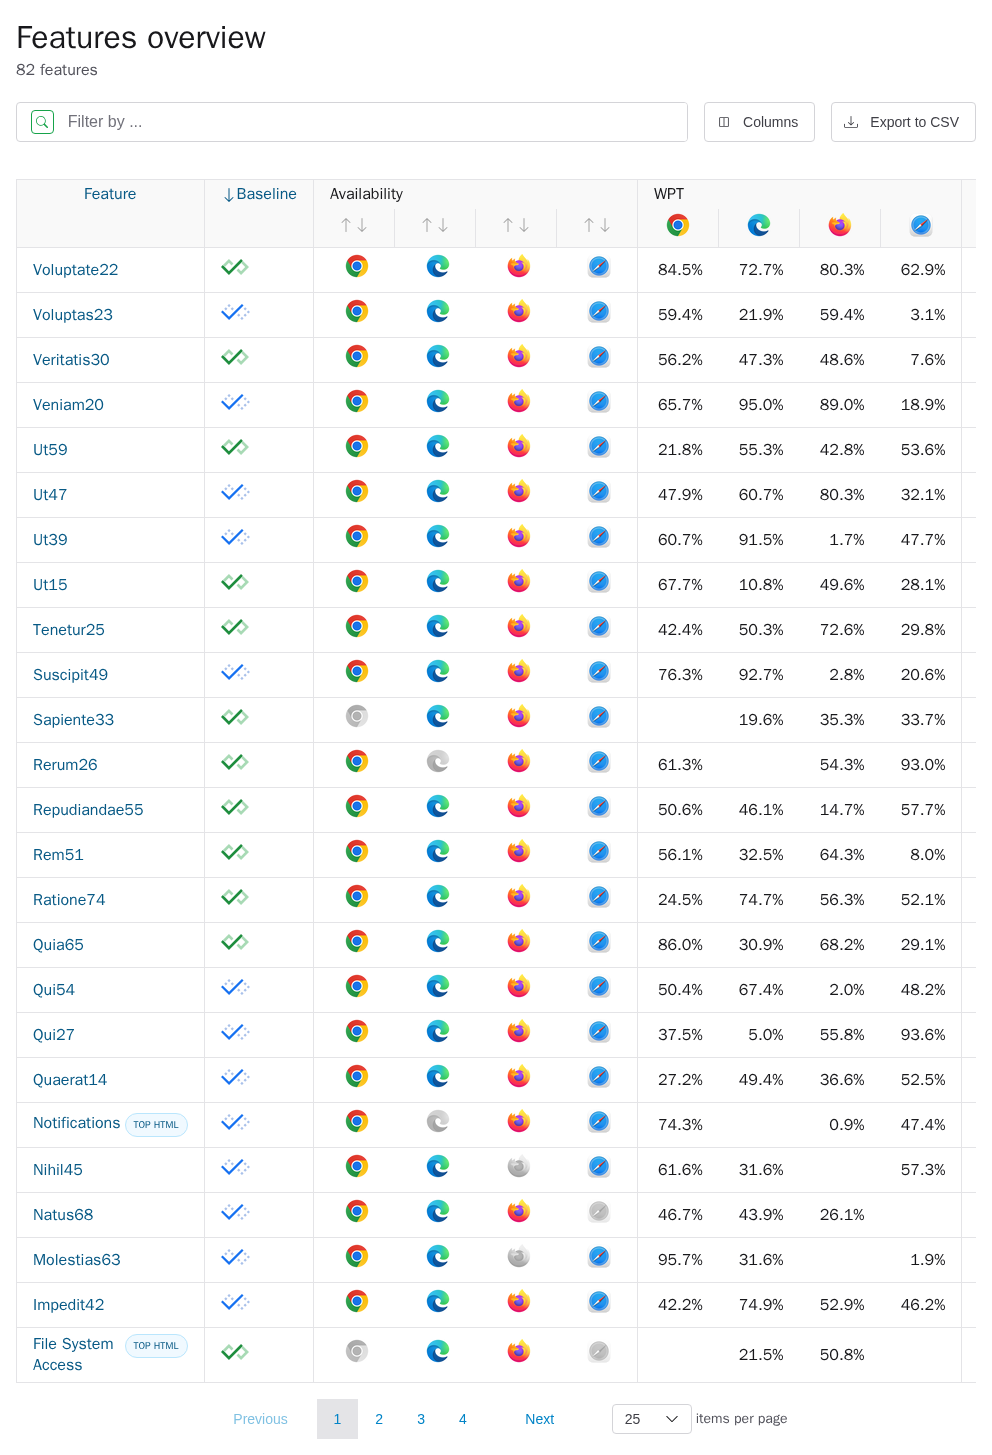 Features overview
82 features
Filter by ...
Columns
Export to CSV
Feature Baseline Availability WPT
Voluptate22 84.5% 72.7% 80.3% 62.9%
Voluptas23 59.4% 21.9% 59.4% 3.1%
Veritatis30 56.2% 47.3% 48.6% 7.6%
Veniam20 65.7% 95.0% 89.0% 18.9%
Ut59 21.8% 55.3% 42.8% 53.6%
Ut47 47.9% 60.7% 80.3% 32.1%
Ut39 60.7% 91.5% 1.7% 47.7%
Ut15 67.7% 10.8% 49.6% 28.1%
Tenetur25 42.4% 50.3% 72.6% 29.8%
Suscipit49 76.3% 92.7% 2.8% 20.6%
Sapiente33 19.6% 35.3% 33.7%
Rerum26 61.3% 54.3% 93.0%
Repudiandae55 50.6% 46.1% 14.7% 57.7%
Rem51 56.1% 32.5% 64.3% 8.0%
Ratione74 24.5% 74.7% 56.3% 52.1%
Quia65 86.0% 30.9% 68.2% 29.1%
Qui54 50.4% 67.4% 2.0% 48.2%
Qui27 37.5% 5.0% 55.8% 93.6%
Quaerat14 27.2% 49.4% 36.6% 52.5%
Notifications TOP HTML 74.3% 0.9% 47.4%
Nihil45 61.6% 31.6% 57.3%
Natus68 46.7% 43.9% 26.1%
Molestias63 95.7% 31.6% 1.9%
Impedit42 42.2% 74.9% 52.9% 46.2%
File System TOP HTML 21.5% 50.8%
Access
Previous 1 2 3 4 Next 25 items per page